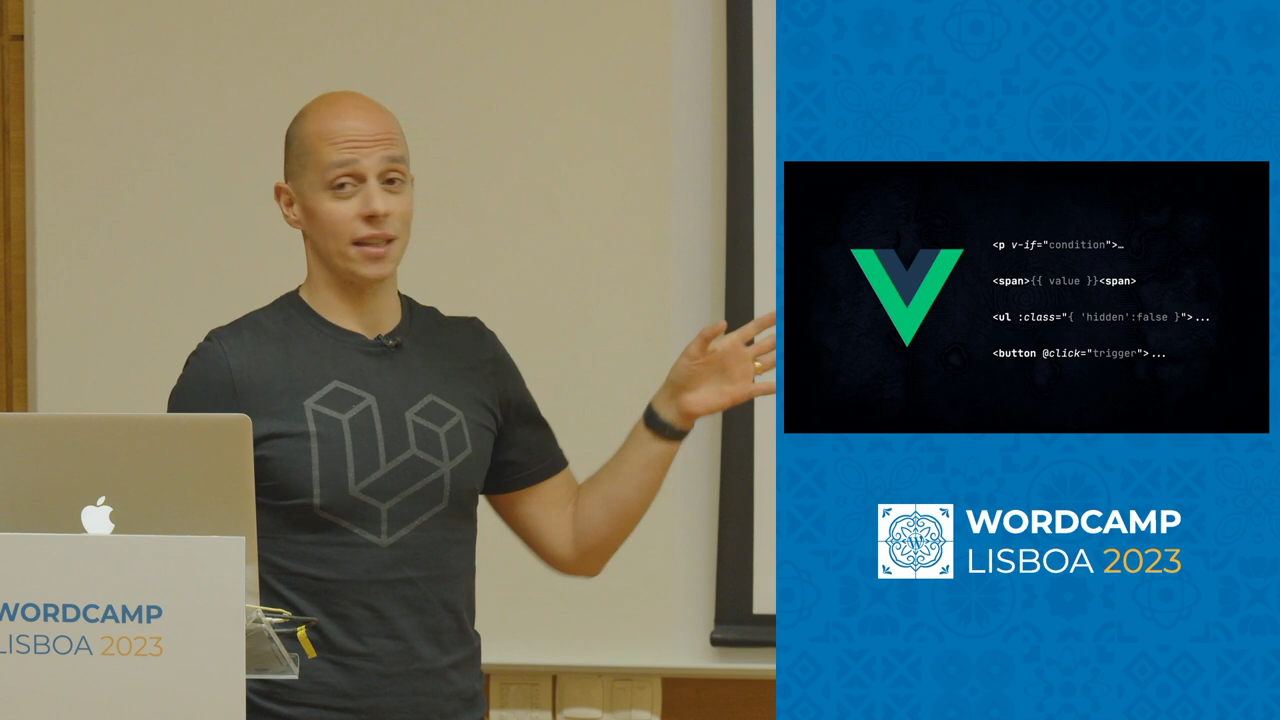 <p v-if="condition">…
<span>{{ value }}<span>
<ul :class="{ 'hidden':false }">...
<button @click="trigger">...
W
WORDCAMP
LISBOA 2023
WORDCAMP
LISBOA 2023